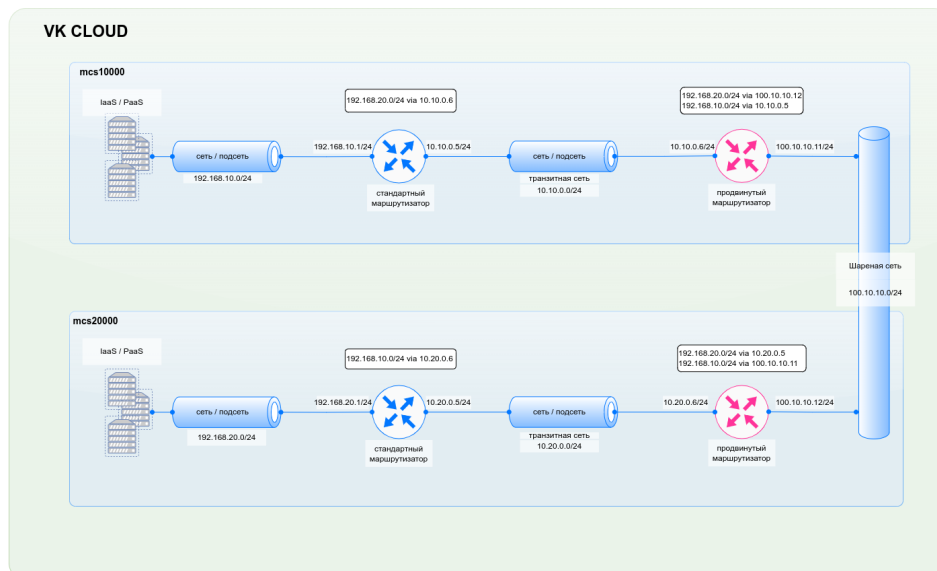 VK CLOUD
mcs10000
IaaS / PaaS
192.168.20.0/24 via 10.10.0.6
192.168.20.0/24 via 100.10.10.12
192.168.10.0/24 via 10.10.0.5
сеть / подсеть
192.168.10.0/24
192.168.10.1/24
10.10.0.5/24
стандартный
маршрутизатор
сеть / подсеть
транзитная сеть
10.10.0.0/24
10.10.0.6/24
100.10.10.11/24
продвинутый
маршрутизатор
Шареная сеть
100.10.10.0/24
mcs20000
IaaS / PaaS
192.168.10.0/24 via 10.20.0.6
192.168.20.0/24 via 10.20.0.5
192.168.10.0/24 via 100.10.10.11
сеть / подсеть
192.168.20.0/24
192.168.20.1/24
10.20.0.5/24
стандартный
маршрутизатор
сеть / подсеть
транзитная сеть
10.20.0.0/24
10.20.0.6/24
100.10.10.12/24
продвинутый
маршрутизатор